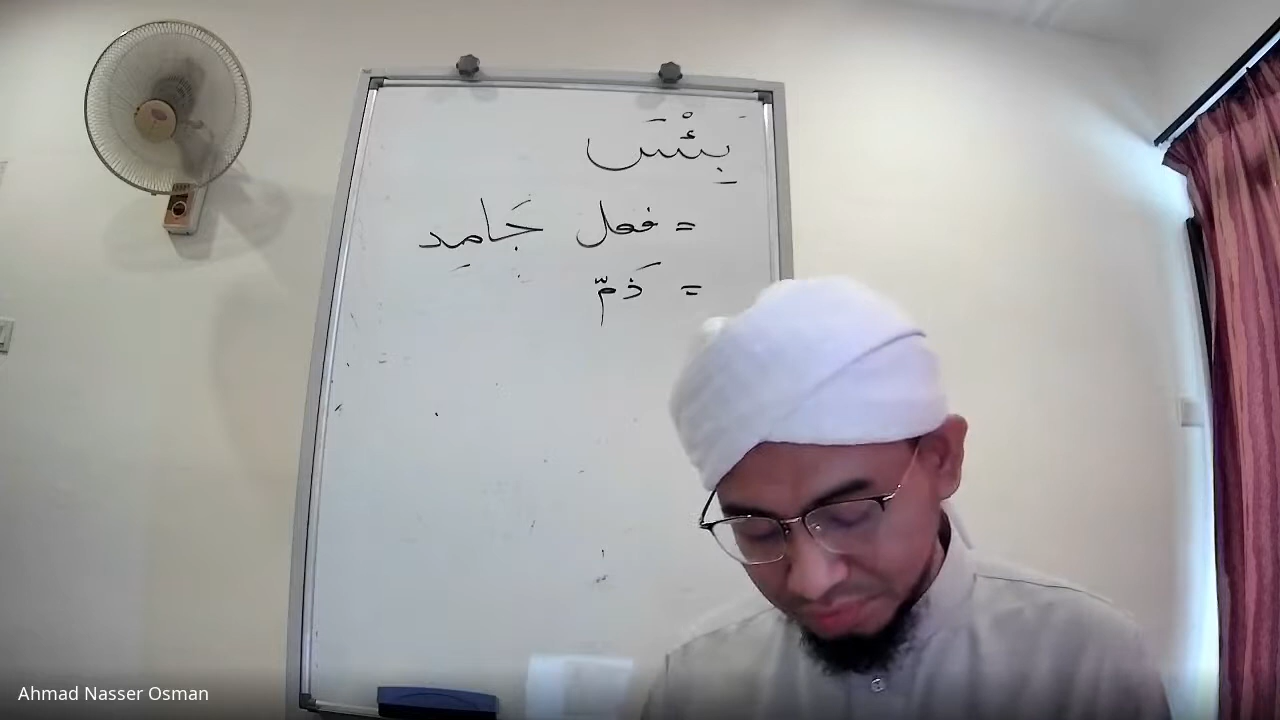 بِئْسَ
= فعل جَامِد
= ذَمّ
Ahmad Nasser Osman